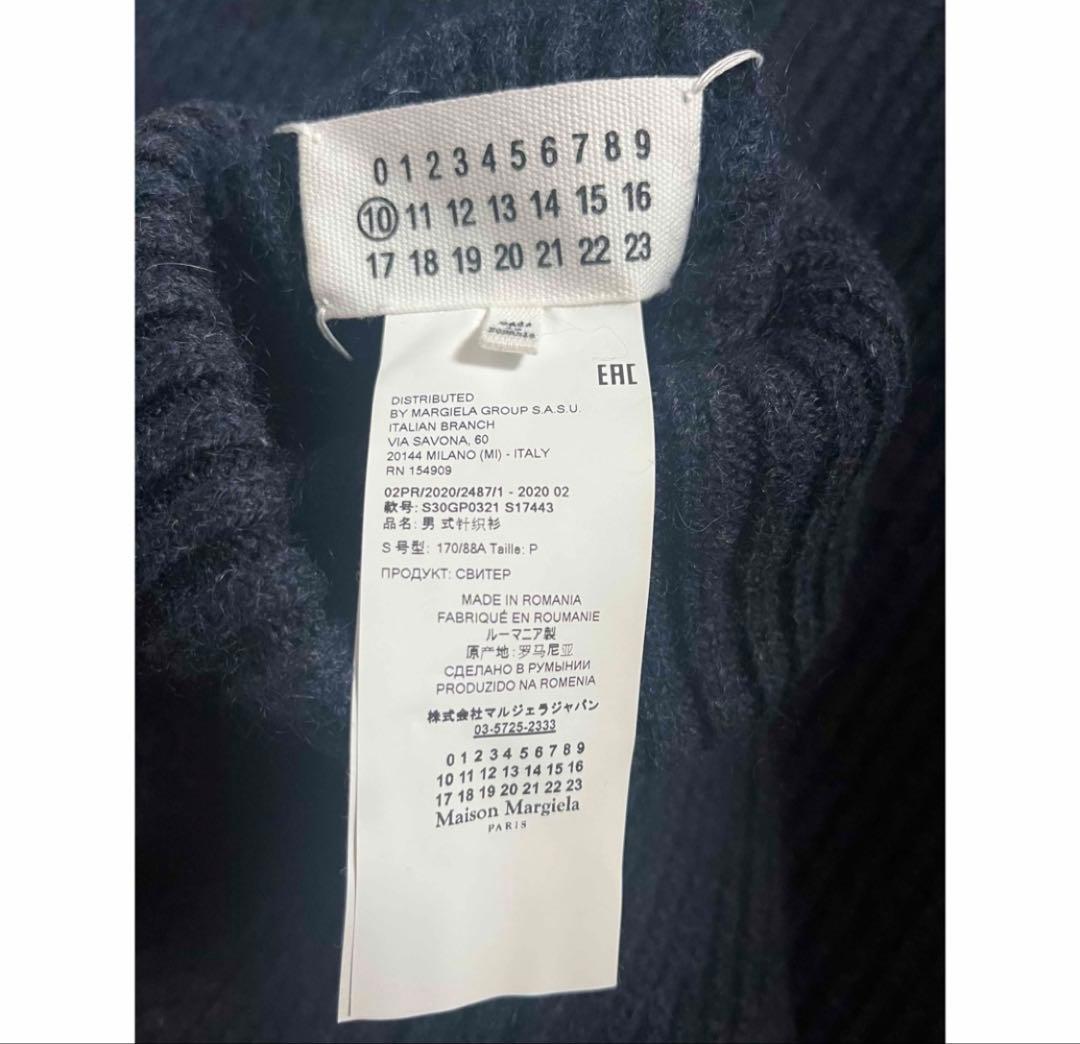 0 1 2 3 4 5 6 7 8 9
10 11 12 13 14 15 16
17 18 19 20 21 22 23
EAC
DISTRIBUTED
BY MARGIELA GROUP S.A.S.U.
ITALIAN BRANCH
VIA SAVONA, 60
20144 MILANO (MI) - ITALY
RN 154909
02PR/2020/2487/1 - 2020 02
款号: S30GP0321 S17443
品名: 男式针织衫
S 号型: 170/88A Taille: P
ПРОДУКТ: СВИТЕР
MADE IN ROMANIA
FABRIQUÉ EN ROUMANIE
ルーマニア製
原产地:罗马尼亚
СДЕЛАНО В РУМЫНИИ
PRODUZIDO NA ROMENIA
株式会社マルジェラジャパン
03-5725-2333
0 1 2 3 4 5 6 7 8 9
10 11 12 13 14 15 16
17 18 19 20 21 22 23
Maison Margiela
PARIS